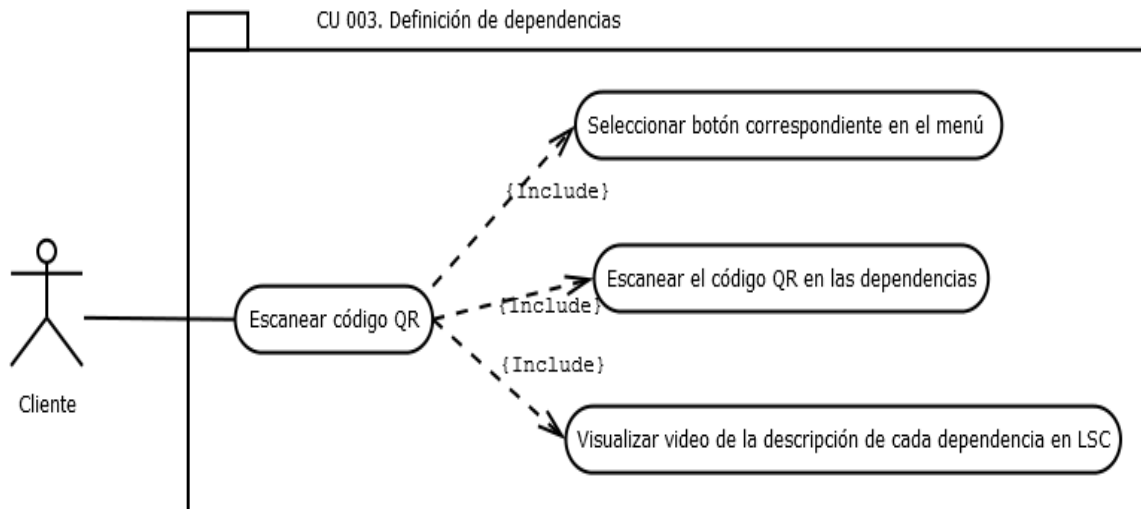 CU 003. Definición de dependencias
Seleccionar botón correspondiente en el menú
{Include}
Escanear el código QR en las dependencias
{Include}
Escanear código QR
{Include}
Cliente
Visualizar video de la descripción de cada dependencia en LSC